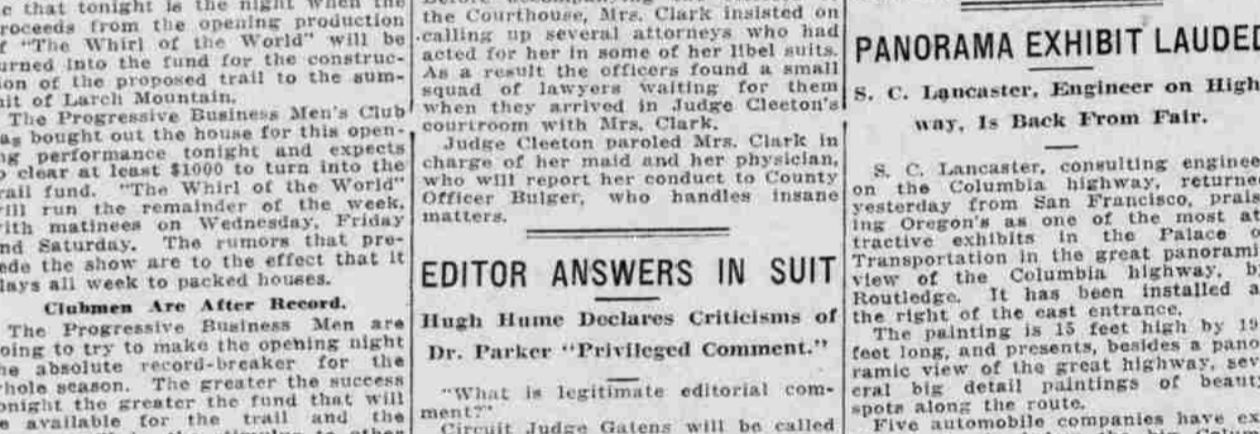 that tonight is the night when the
roceeds from the opening production
"The Whirl of the World" will be
urned into the fund for the construc-
ion of the proposed trail to the sum-
it of Larch Mountain.
The Progressive Business Men's Club
as bought out the house for this open-
g performance tonight and expects
clear at least $1000 to turn into the
rail fund. "The Whirl of the World"
ill run the remainder of the week,
ith matinees on Wednesday, Friday
nd Saturday. The rumors that pre-
ede the show are to the effect that it
lays all week to packed houses.
Clubmen Are After Record.
The Progressive Business Men are
oing to try to make the opening night
he absolute record-breaker for the
hole season. The greater the success
onight the greater the fund that will
e available for the trail and the
the Courthouse, Mrs. Clark insisted on
calling up several attorneys who had
acted for her in some of her libel suits.
As a result the officers found a small
squad of lawyers waiting for them
when they arrived in Judge Cleeton's
courtroom with Mrs. Clark.
Judge Cleeton paroled Mrs. Clark in
charge of her maid and her physician,
who will report her conduct to County
Officer Bulger, who handles insane
matters.
EDITOR ANSWERS IN SUIT
Hugh Hume Declares Criticisms of
Dr. Parker "Privileged Comment."
"What is legitimate editorial com-
ment?"
Circuit Judge Gatens will be called
PANORAMA EXHIBIT LAUDED
S. C. Lancaster, Engineer on High
way, Is Back From Fair.
S. C. Lancaster, consulting enginee
on the Columbia highway, returne
yesterday from San Francisco, prais
ing Oregon's as one of the most at
tractive exhibits in the Palace o
Transportation in the great panorami
view of the Columbia highway, b
Routledge. It has been installed a
the right of the east entrance.
The painting is 15 feet high by
feet long, and presents, besides a pano
ramic view of the great highway, sev
eral big detail paintings of beaut
spots along the route.
Five automobile companies have ex